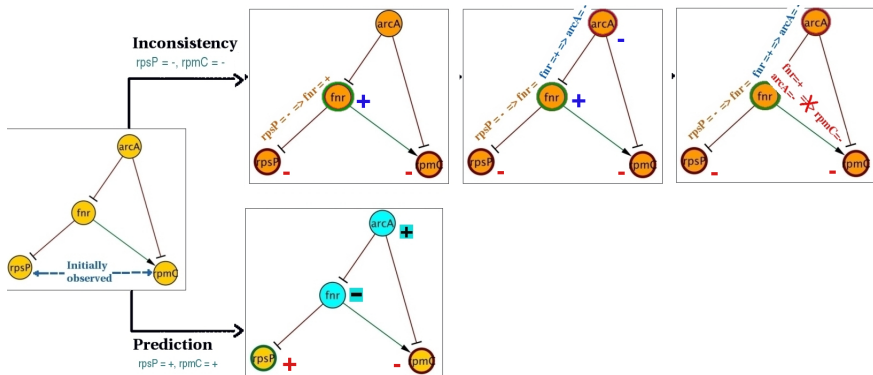 Inconsistency
rpsP = -, rpmC = -
arcA
fnr
rpsP
rpmC
Initially
observed
Prediction
rpsP = +, rpmC = +
arcA
rpsP = - => fnr = +
fnr
+
rpsP
-
-
rpmC
fnr =+ => arcA= -
arcA
-
rpsP = - => fnr =
fnr
+
rpsP
-
-
rpmC
fnr =+ => arcA= -
arcA
rpsP = - => fnr =
fnr=+
arcA=- => rpmC=-
X
fnr
rpsP
-
-
rpmC
arcA
+
fnr
-
rpsP
+
-
rpmC